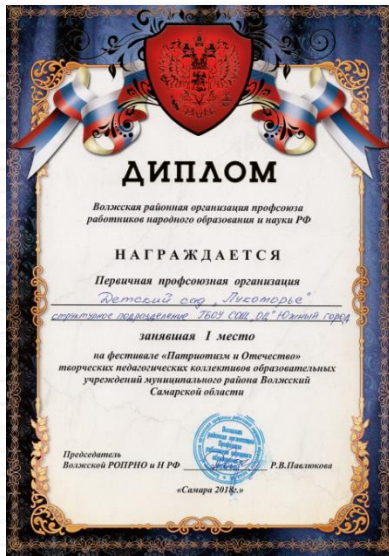 ДИПЛОМ
Волжская районная организация профсоюза
работников народного образования и науки РФ
НАГРАЖДАЕТСЯ
Первичная профсоюзная организация
Детский сад „Лукоморье"
структурное подразделение ГБОУ СОШ „ОЦ" Южный город
занявшая I место
на фестивале «Патриотизм и Отечество»
творческих педагогических коллективов образовательных
учреждений муниципального района Волжский
Самарской области
Председатель
Волжской РОПРНО и Н РФ Р.В.Павлюкова
«Самара 2018г.»